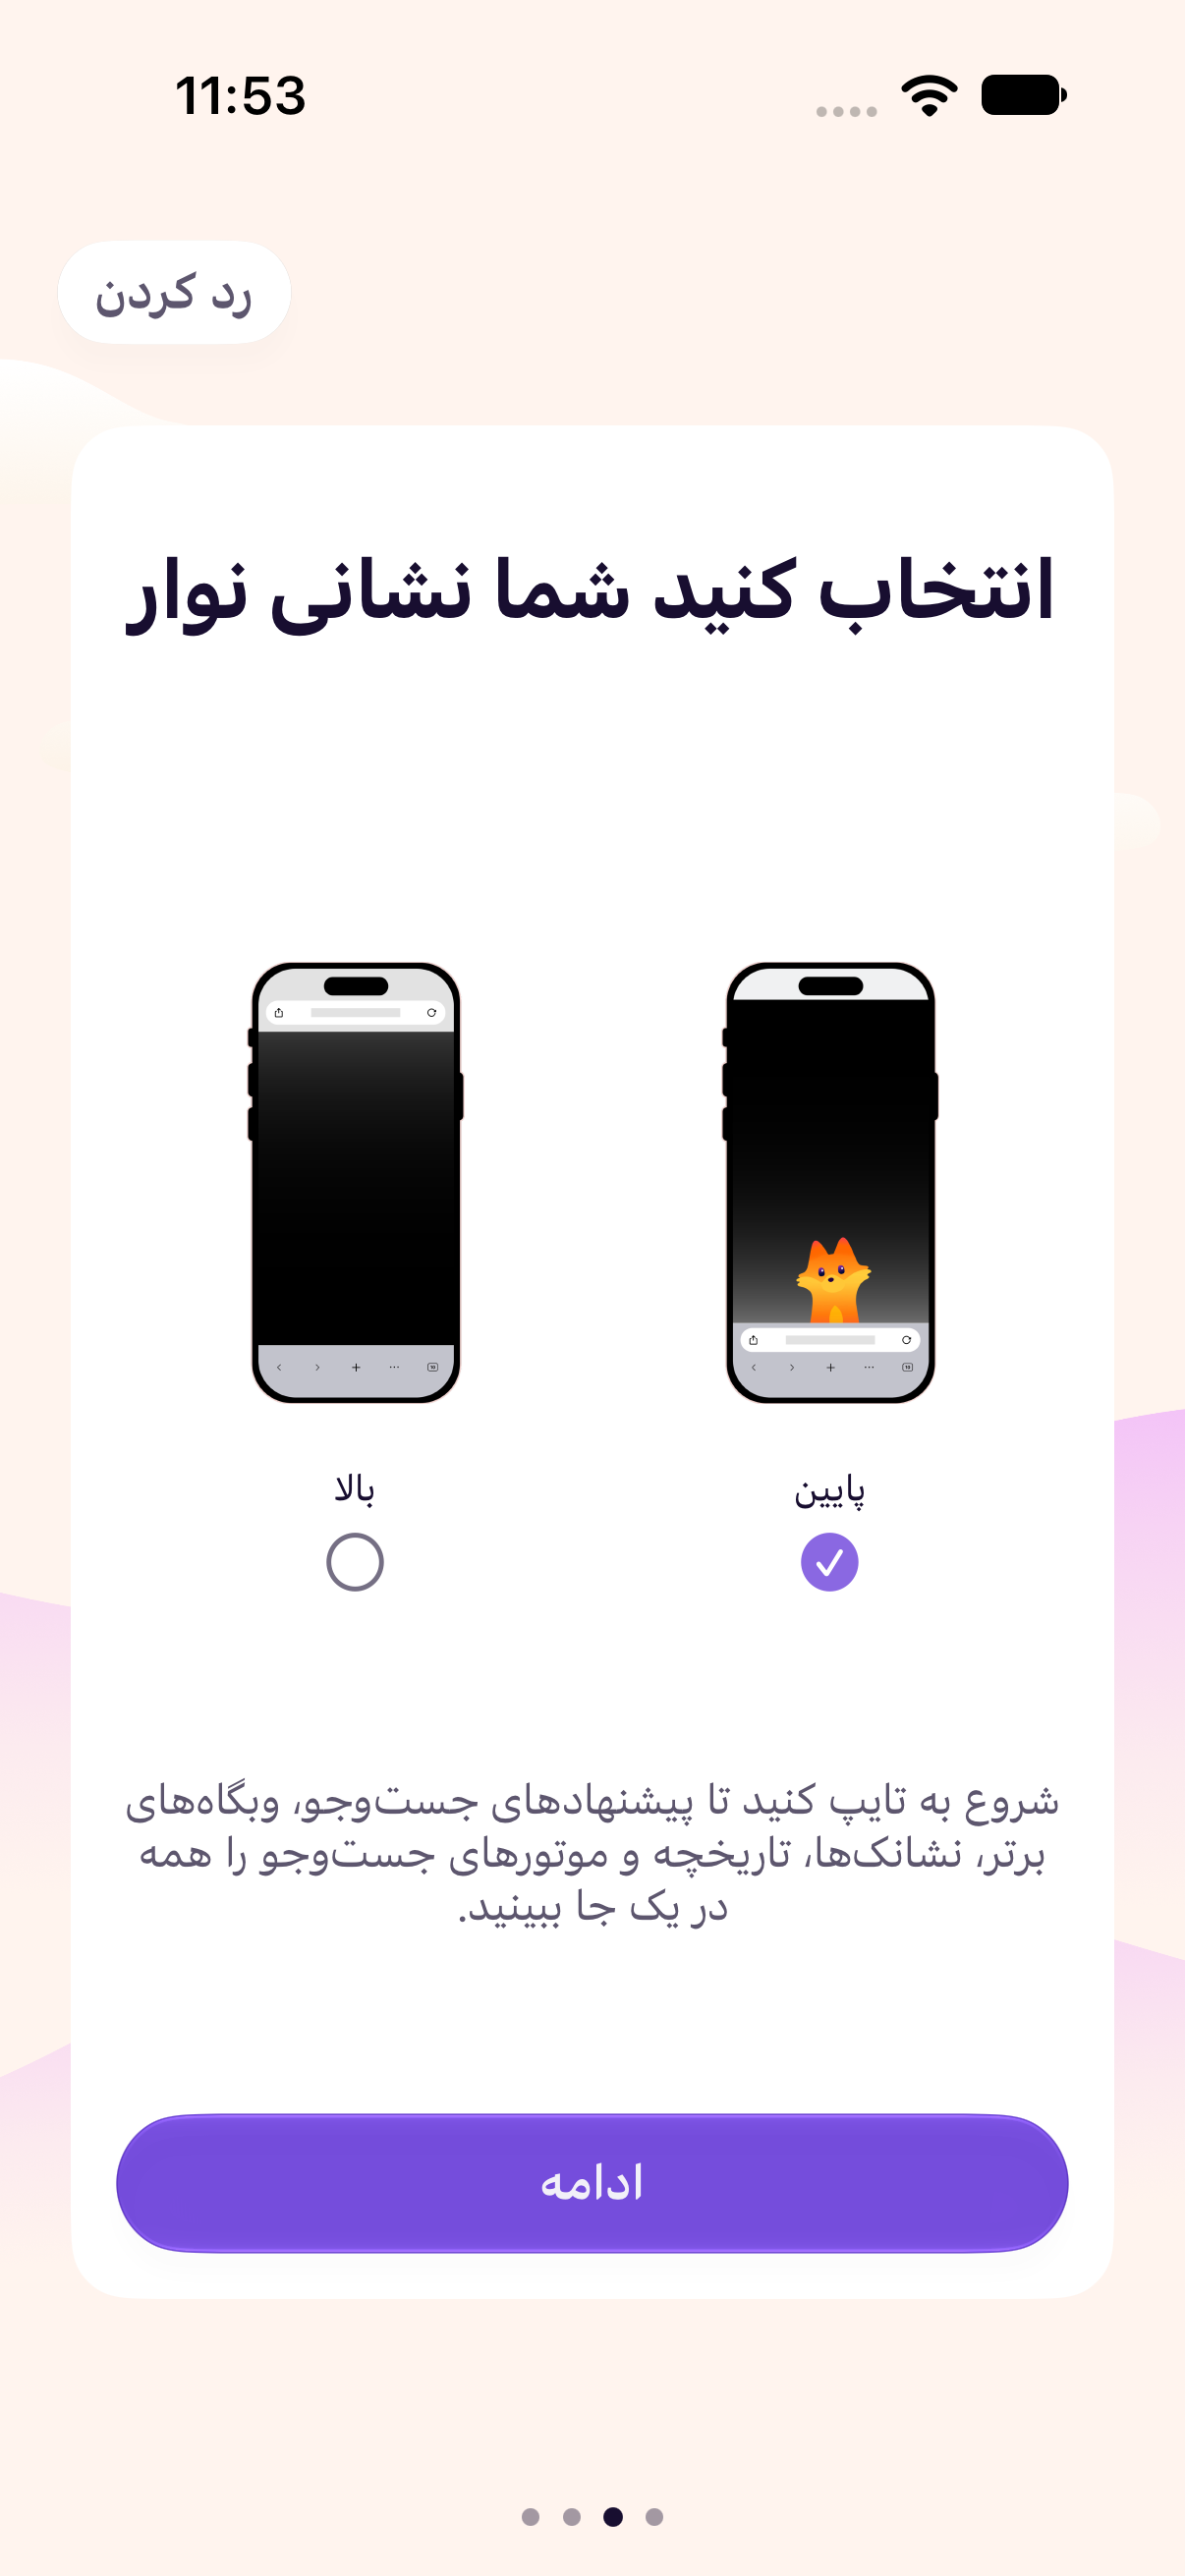 11:53
رد کردن
انتخاب کنید شما نشانی نوار
پایین
بالا
شروع به تایپ کنید تا پیشنهادهای جست‌وجو، وبگاه‌های
برتر، نشانک‌ها، تاریخچه و موتورهای جست‌وجو را همه
در یک جا ببینید.
ادامه